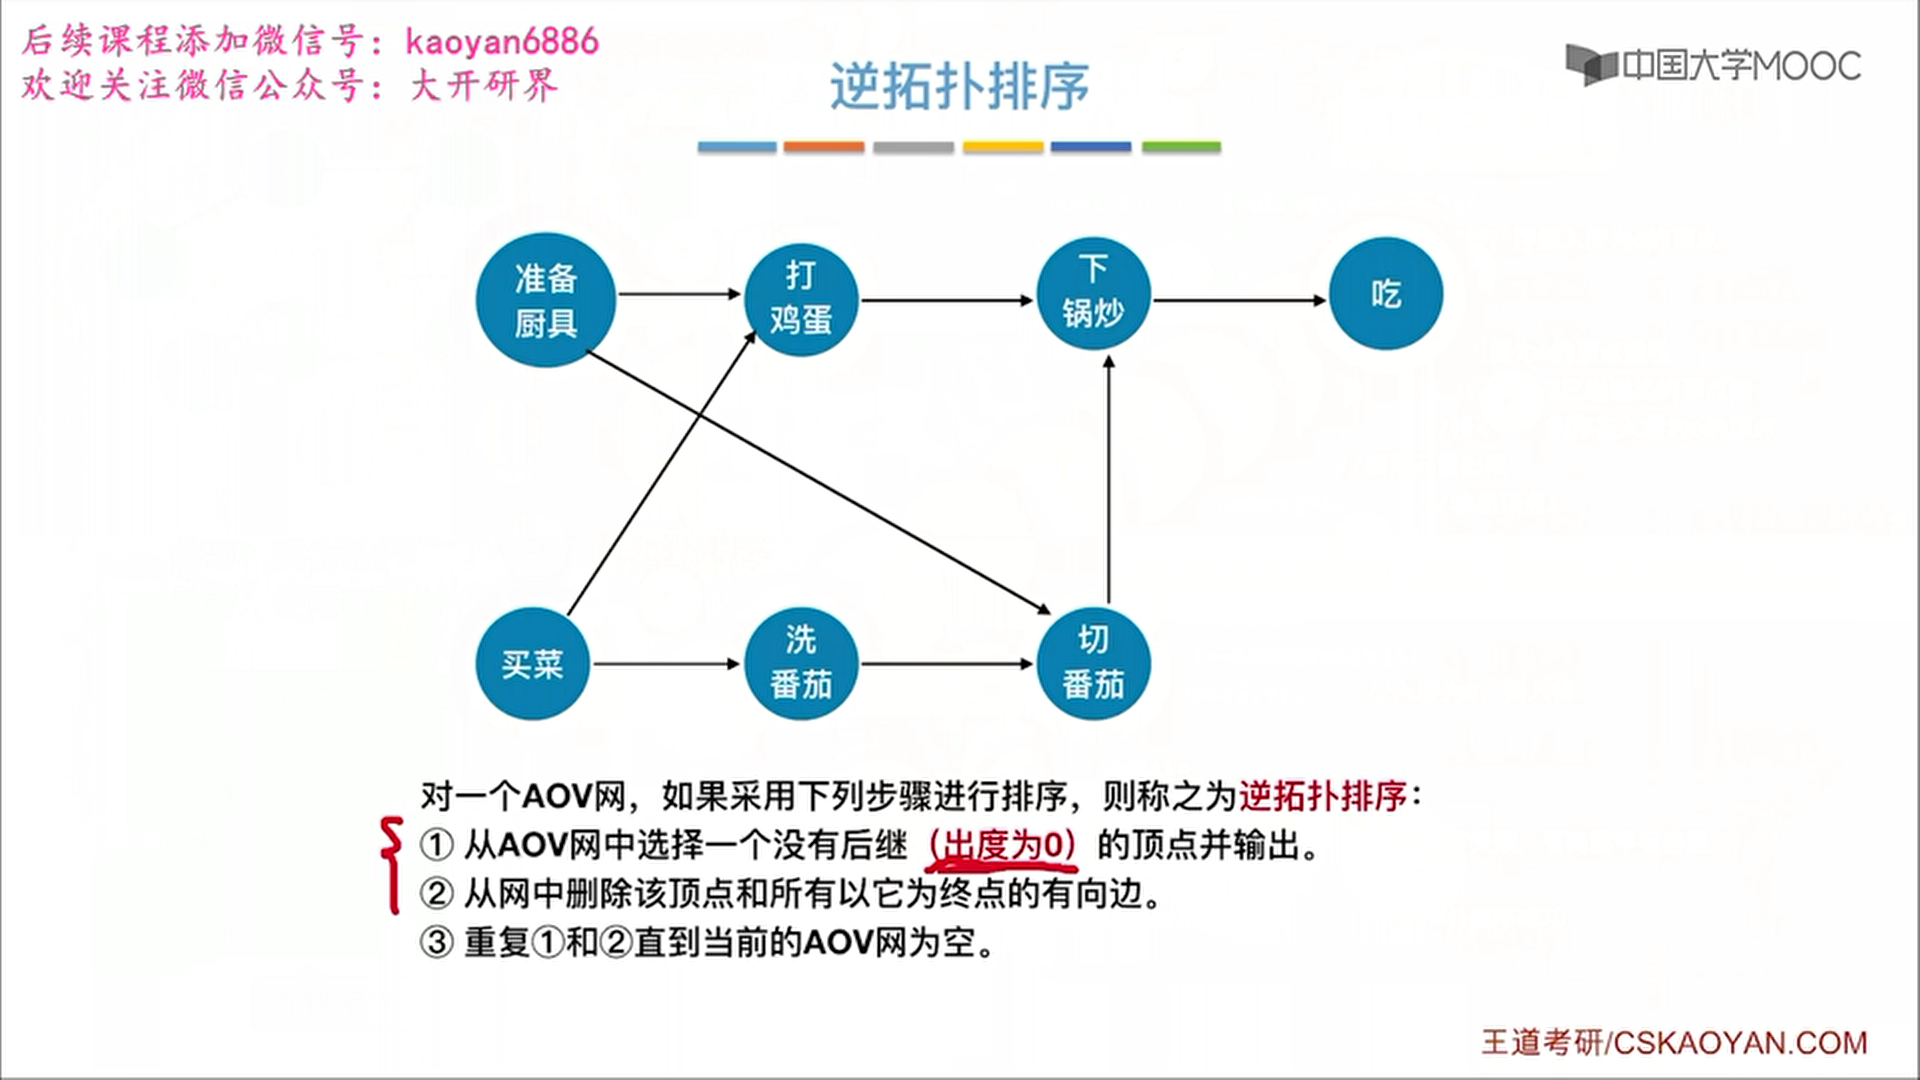 后续课程添加微信号：kaoyan6886
欢迎关注微信公众号：大开研界
中国大学MOOC
逆拓扑排序
准备
厨具
打
鸡蛋
下
锅炒
吃
买菜
洗
番茄
切
番茄
对一个AOV网，如果采用下列步骤进行排序，则称之为逆拓扑排序：
① 从AOV网中选择一个没有后继（出度为0）的顶点并输出。
② 从网中删除该顶点和所有以它为终点的有向边。
③ 重复①和②直到当前的AOV网为空。
王道考研/CSKAOYAN.COM